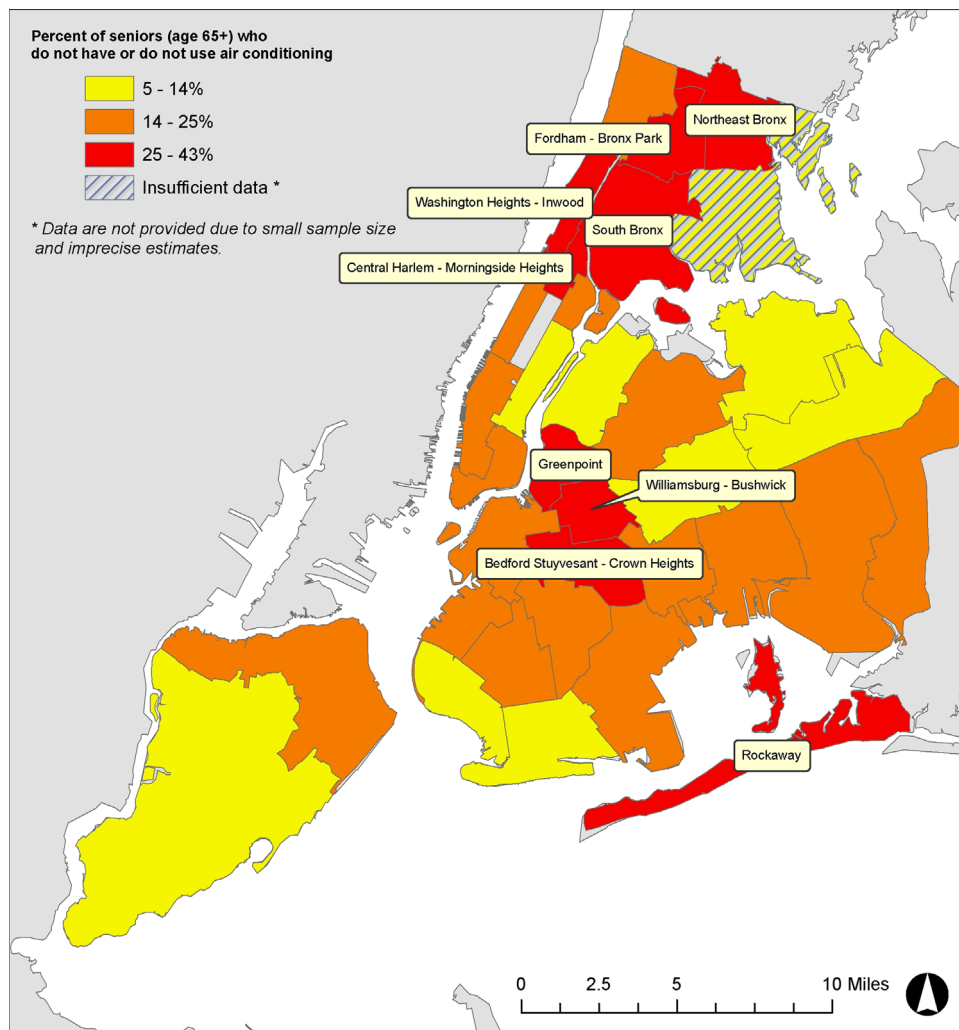 Percent of seniors (age 65+) who
do not have or do not use air conditioning
5 - 14%
14 - 25%
25 - 43%
Insufficient data *
* Data are not provided due to small sample size
and imprecise estimates.
Northeast Bronx
Fordham - Bronx Park
Washington Heights - Inwood
South Bronx
Central Harlem - Morningside Heights
Greenpoint
Williamsburg - Bushwick
Bedford Stuyvesant - Crown Heights
Rockaway
0 2.5 5 10 Miles